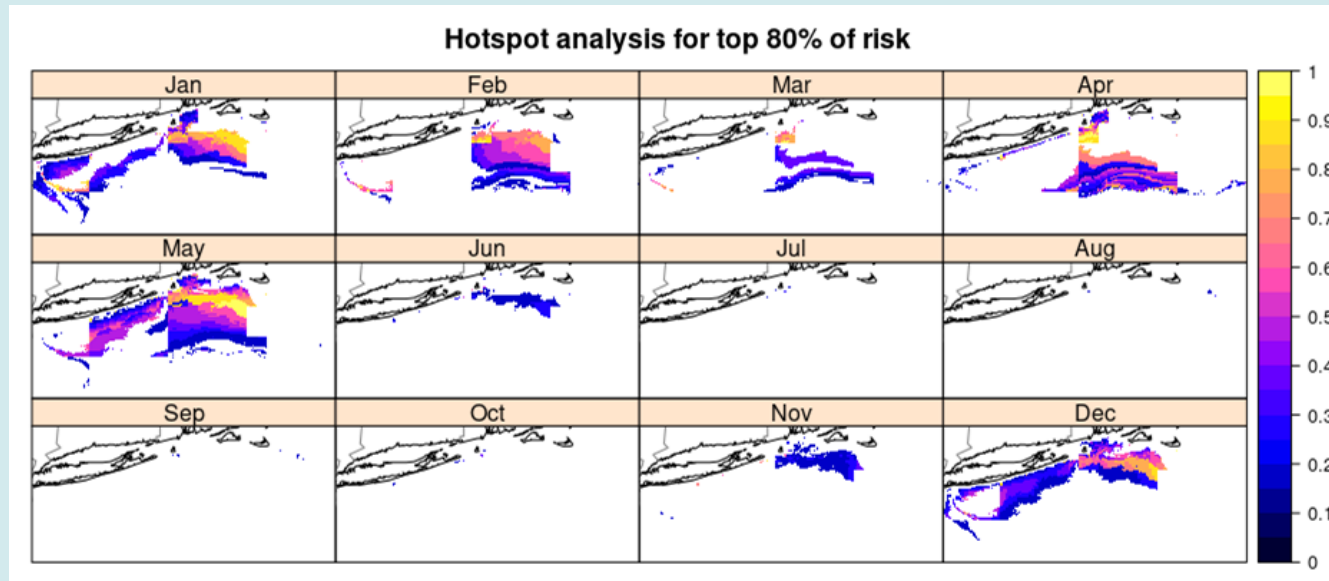 Hotspot analysis for top 80% of risk
Jan Feb Mar Apr
May Jun Jul Aug
Sep Oct Nov Dec
1
0.9
0.8
0.7
0.6
0.5
0.4
0.3
0.2
0.1
0